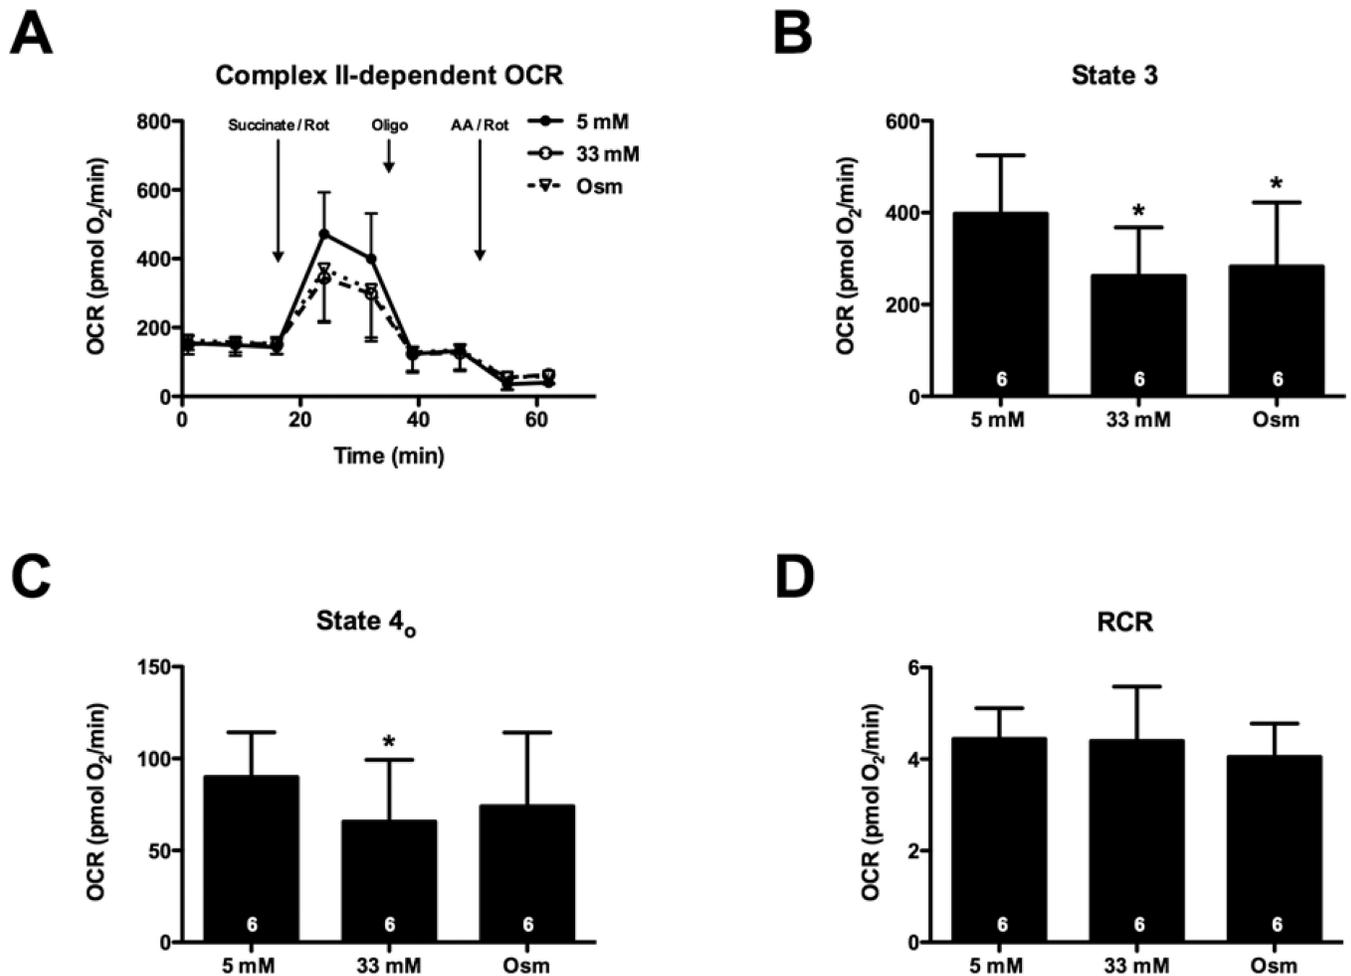 A
Complex II-dependent OCR
800
600
400
200
0
OCR (pmol O2/min)
Succinate / Rot
Oligo
AA / Rot
5 mM
33 mM
Osm
0 20 40 60
Time (min)
B
State 3
600
400
200
0
OCR (pmol O2/min)
*
*
6 6 6
5 mM 33 mM Osm
C
State 4o
150
100
50
0
OCR (pmol O2/min)
*
6 6 6
5 mM 33 mM Osm
D
RCR
6
4
2
0
OCR (pmol O2/min)
6 6 6
5 mM 33 mM Osm